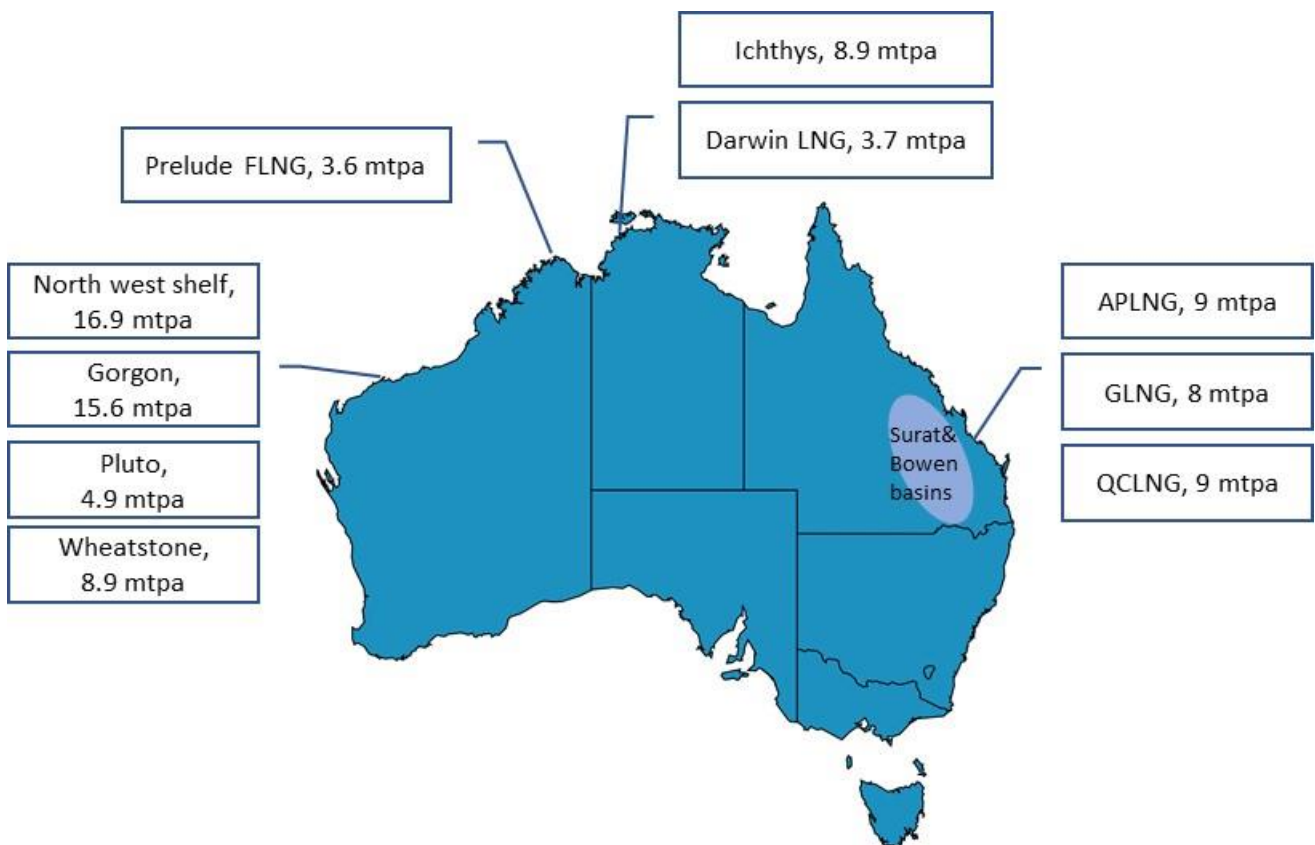 Ichthys, 8.9 mtpa
Darwin LNG, 3.7 mtpa
Prelude FLNG, 3.6 mtpa
North west shelf,
16.9 mtpa
Gorgon,
15.6 mtpa
Pluto,
4.9 mtpa
Wheatstone,
8.9 mtpa
APLNG, 9 mtpa
GLNG, 8 mtpa
QCLNG, 9 mtpa
Surat&
Bowen
basins